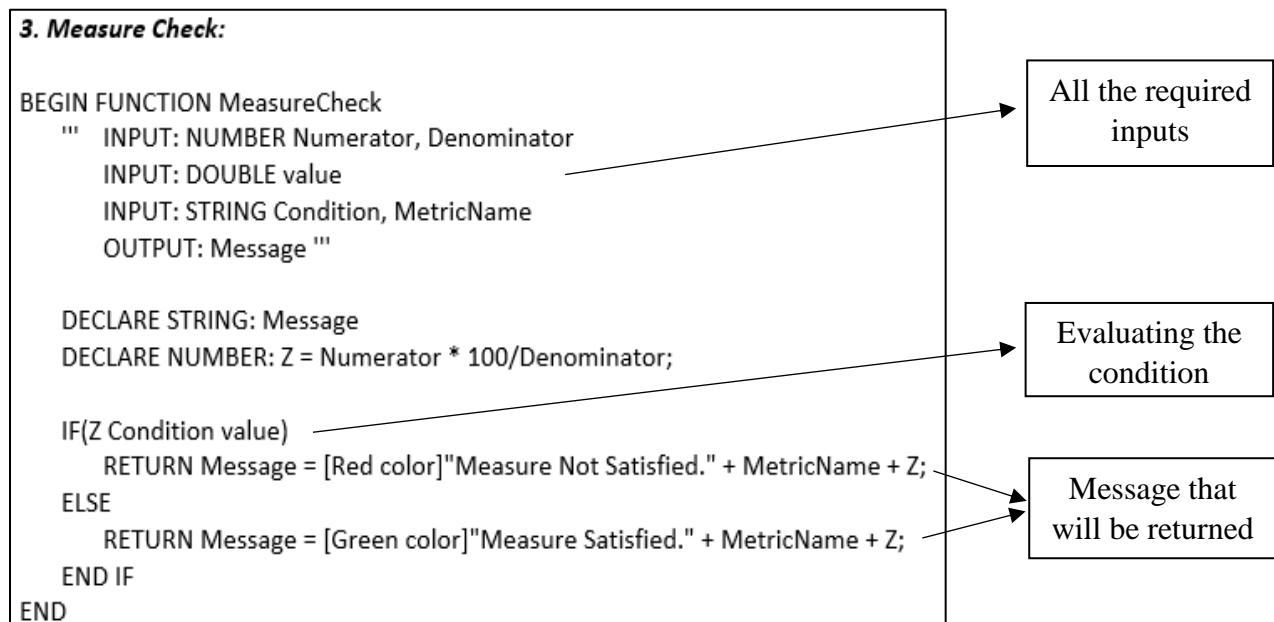 3. Measure Check:
BEGIN FUNCTION MeasureCheck
''' INPUT: NUMBER Numerator, Denominator
INPUT: DOUBLE value
INPUT: STRING Condition, MetricName
OUTPUT: Message '''
DECLARE STRING: Message
DECLARE NUMBER: Z = Numerator * 100/Denominator;
IF(Z Condition value)
RETURN Message = [Red color]"Measure Not Satisfied." + MetricName + Z;
ELSE
RETURN Message = [Green color]"Measure Satisfied." + MetricName + Z;
END IF
END
All the required
inputs
Evaluating the
condition
Message that
will be returned